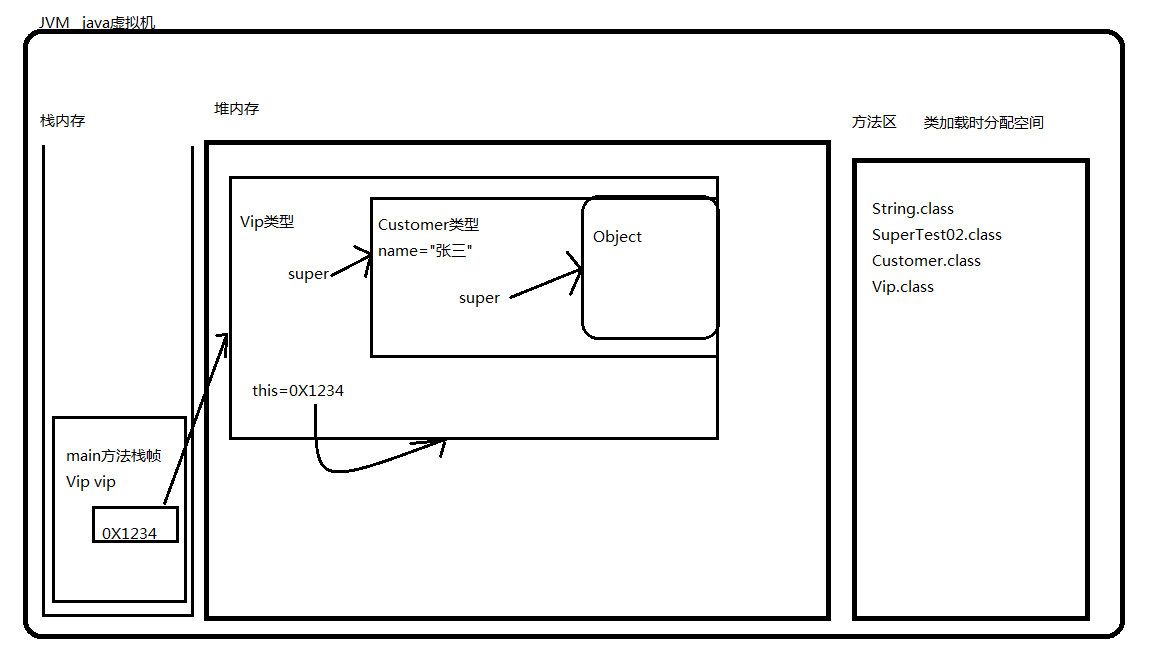 JVM java虚拟机
栈内存
堆内存
方法区 类加载时分配空间
Vip类型
super
Customer类型
name="张三"
super
Object
this=0X1234
main方法栈帧
Vip vip
0X1234
String.class
SuperTest02.class
Customer.class
Vip.class